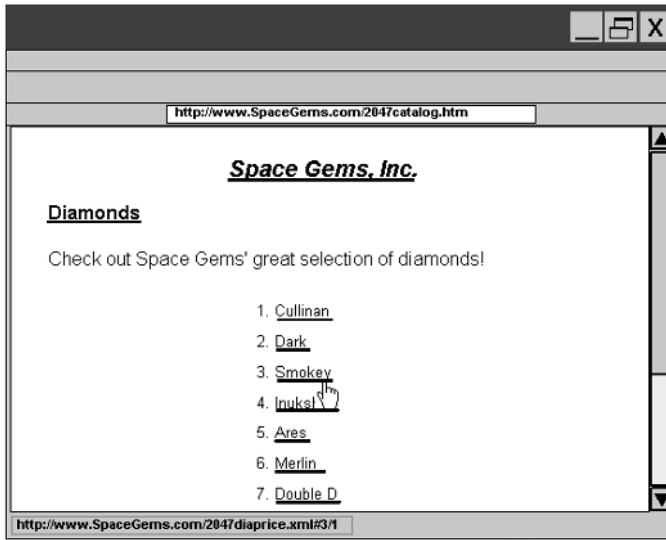 X
http://www.SpaceGems.com/2047catalog.htm
Space Gems, Inc.
Diamonds
Check out Space Gems' great selection of diamonds!
1. Cullinan
2. Dark
3. Smokey
4.
5. Ares
6. Merlin
7. Double D
http://www.SpaceGems.com/2047diaprice.xml#3/1